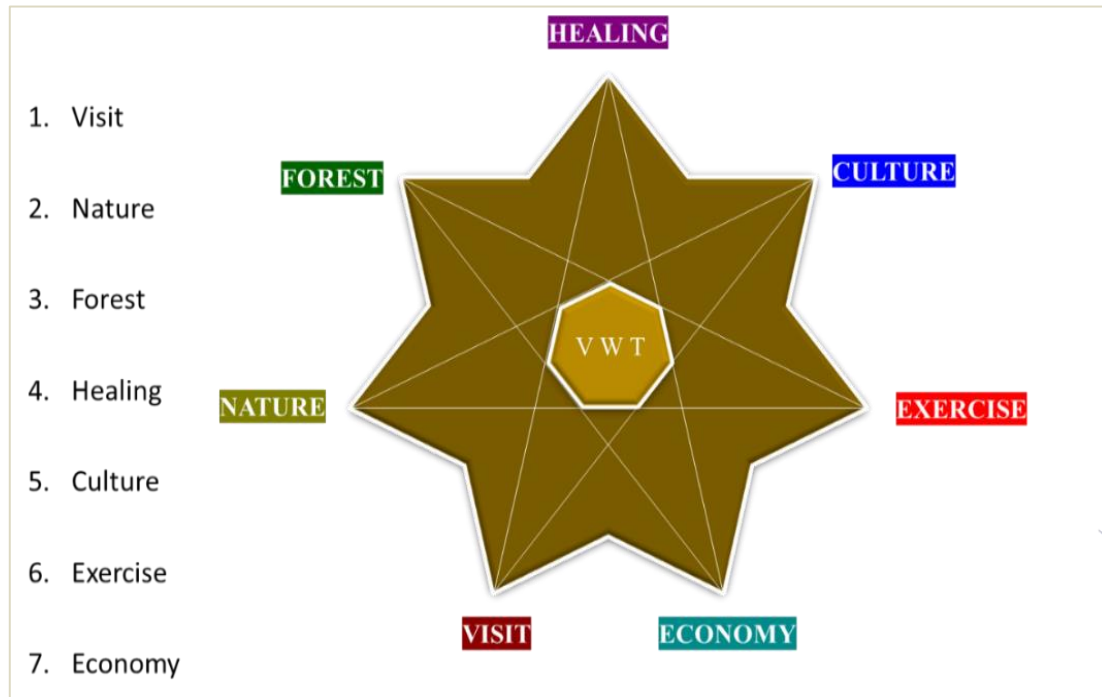 1. Visit
2. Nature
3. Forest
4. Healing
5. Culture
6. Exercise
7. Economy
HEALING
FOREST
CULTURE
V W T
NATURE
EXERCISE
VISIT
ECONOMY